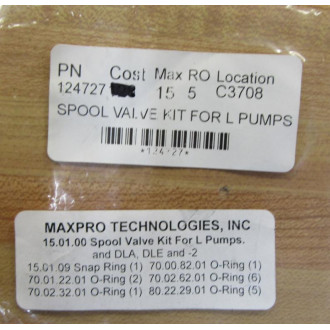 PN Cost Max RO Location
124727 15 5 C3708
SPOOL VALVE KIT FOR L PUMPS
*124727*
MAXPRO TECHNOLOGIES, INC
15.01.00 Spool Valve Kit For L Pumps.
and DLA, DLE and -2
15.01.09 Snap Ring (1) 70.00.82.01 O-Ring (1)
70.01.22.01 O-Ring (2) 70.02.62.01 O-Ring (6)
70.02.32.01 O-Ring (1) 80.22.29.01 O-Ring (5)